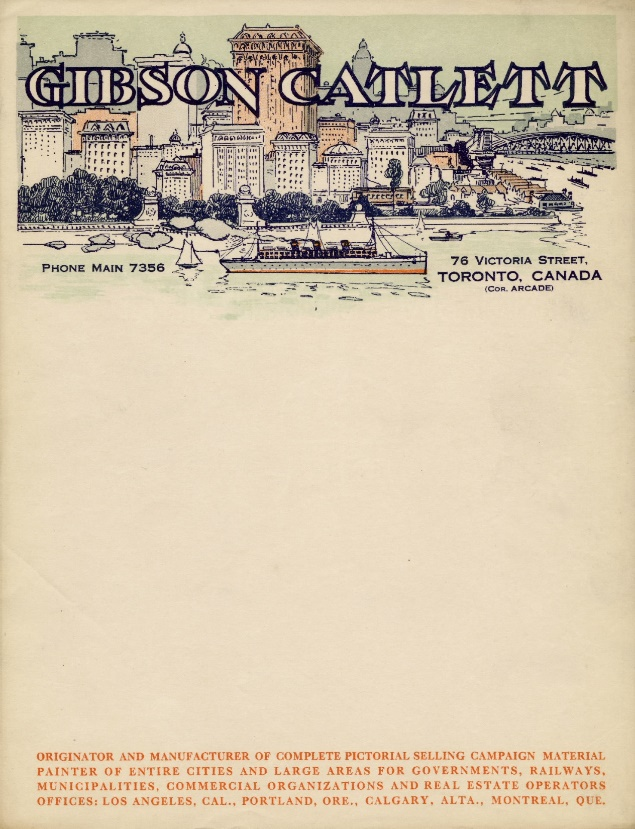 GIBSON CATLETT
PHONE MAIN 7356
76 VICTORIA STREET,
TORONTO, CANADA
(COR. ARCADE)
ORIGINATOR AND MANUFACTURER OF COMPLETE PICTORIAL SELLING CAMPAIGN MATERIAL
PAINTER OF ENTIRE CITIES AND LARGE AREAS FOR GOVERNMENTS, RAILWAYS,
MUNICIPALITIES, COMMERCIAL ORGANIZATIONS AND REAL ESTATE OPERATORS
OFFICES: LOS ANGELES, CAL., PORTLAND, ORE., CALGARY, ALTA., MONTREAL, QUE.